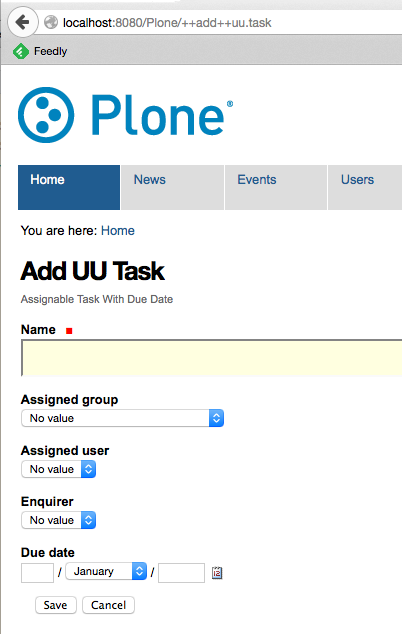 localhost:8080/Plone/++add++uu.task
Feedly
Plone®
Home News Events Users
You are here: Home
Add UU Task
Assignable Task With Due Date
Name
Assigned group
No value
Assigned user
No value
Enquirer
No value
Due date
/ January /
Save Cancel